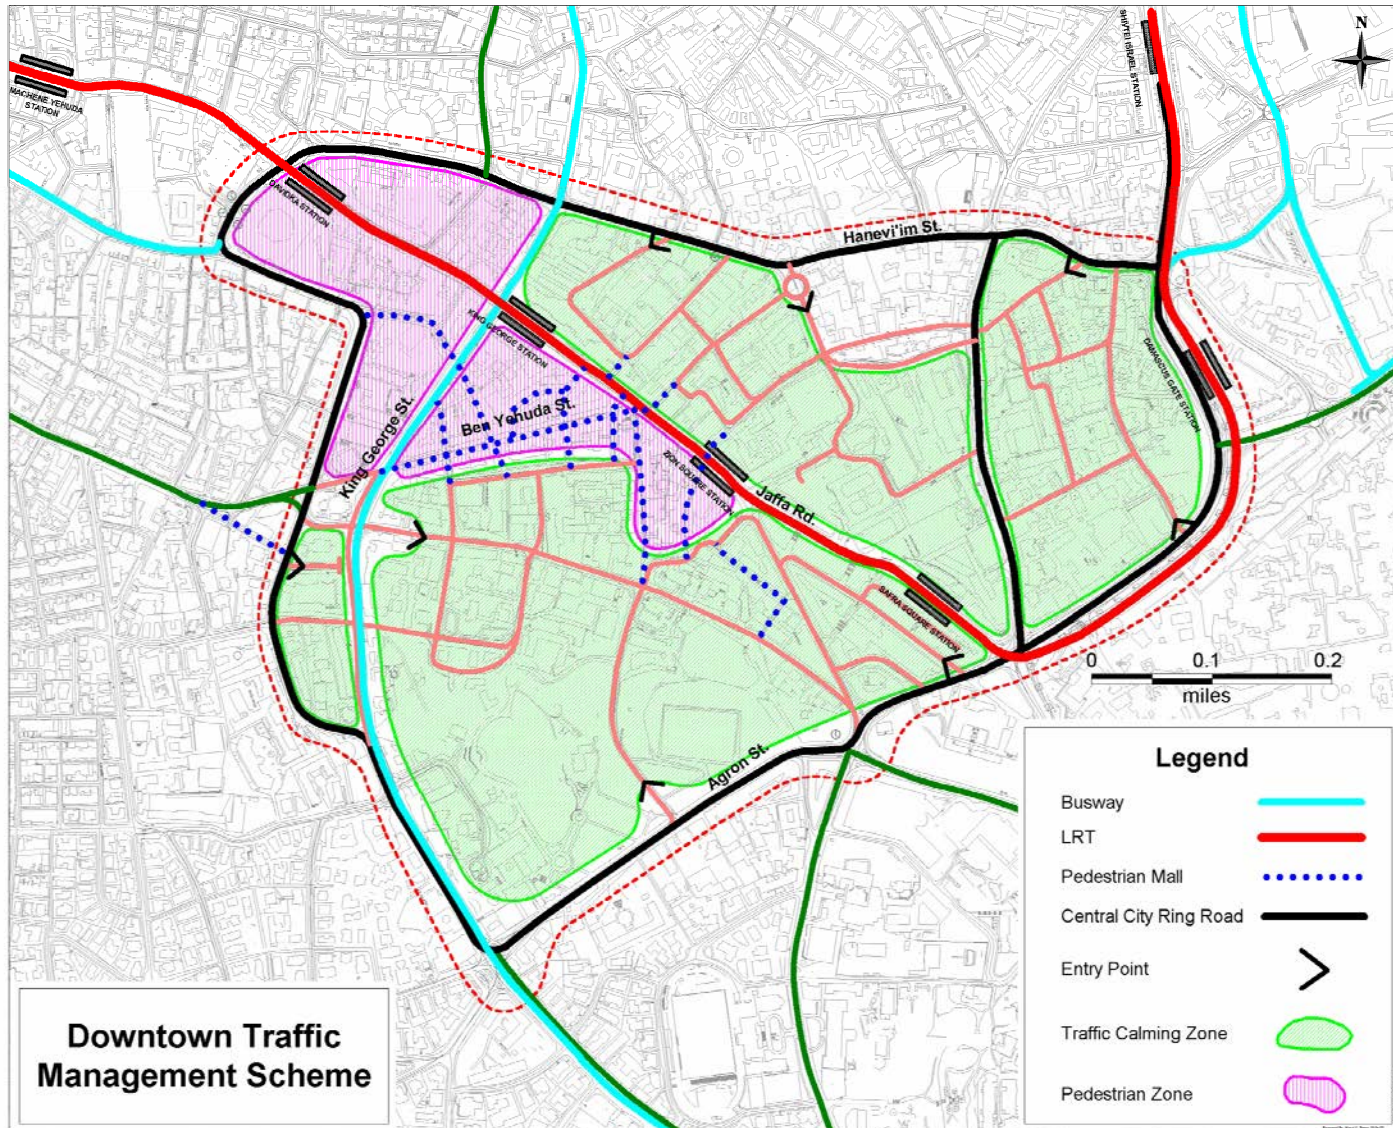 N
SHIVTEI ISRAEL STATION
MACHENE YEHUDA
STATION
DAVIDKA STATION
Hanevi'im St.
KING GEORGE STATION
DAMASCUS GATE STATION
King George St.
Ben Yehuda St.
ZION SQUARE STATION
Jaffa Rd.
SAFRA SQUARE STATION
0 0.1 0.2
miles
Agron St.
Legend
Busway
LRT
Pedestrian Mall
Central City Ring Road
Entry Point
Traffic Calming Zone
Pedestrian Zone
Downtown Traffic
Management Scheme